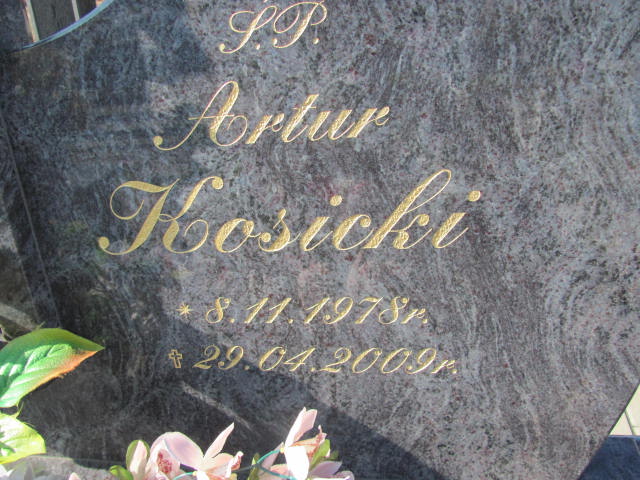 Ś.P.
Artur
Kosicki
* 8.11.1978r.
✝ 29.04.2009r.